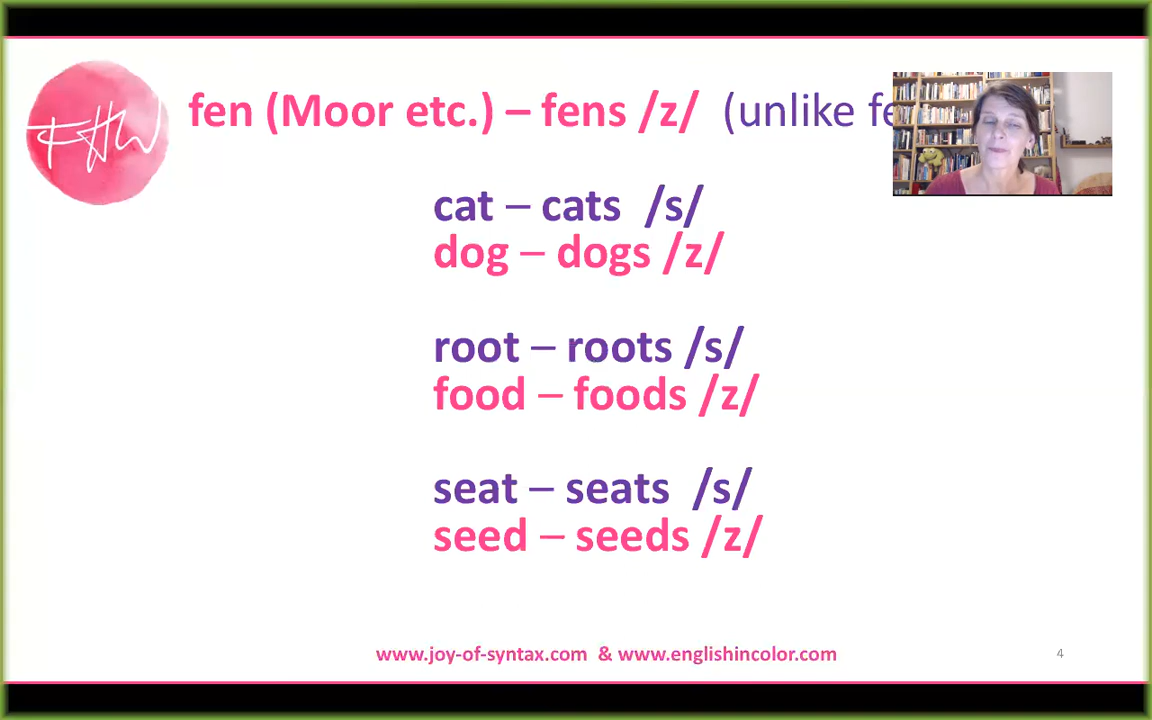 FHW
fen (Moor etc.) – fens /z/ (unlike
cat – cats /s/
dog – dogs /z/
root – roots /s/
food – foods /z/
seat – seats /s/
seed – seeds /z/
www.joy-of-syntax.com & www.englishincolor.com
4